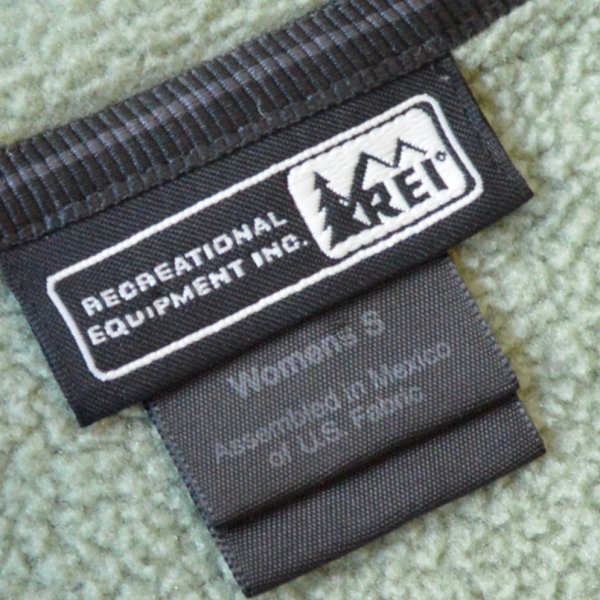 RECREATIONAL
EQUIPMENT INC.
REI
Womens S
Assembled in Mexico
of U.S. Fabric